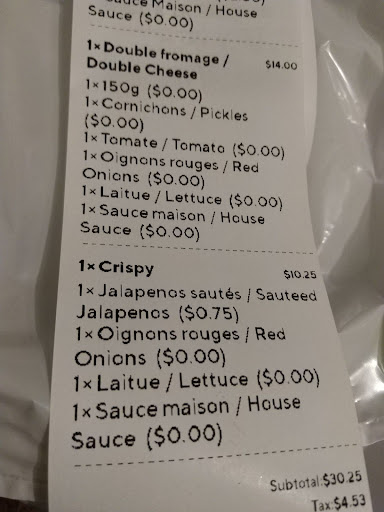 Sauce Maison / House
Sauce ($0.00)
1× Double fromage / $14.00
Double Cheese
1×150g ($0.00)
1×Cornichons / Pickles
($0.00)
1×Tomate / Tomato ($0.00)
1×Oignons rouges / Red
Onions ($0.00)
1×Laitue / Lettuce ($0.00)
1×Sauce maison / House
Sauce ($0.00)
1× Crispy $10.25
1×Jalapenos sautés / Sauteed
Jalapenos ($0.75)
1×Oignons rouges / Red
Onions ($0.00)
1×Laitue / Lettuce ($0.00)
1×Sauce maison / House
Sauce ($0.00)
Subtotal:$30.25
Tax:$4.53